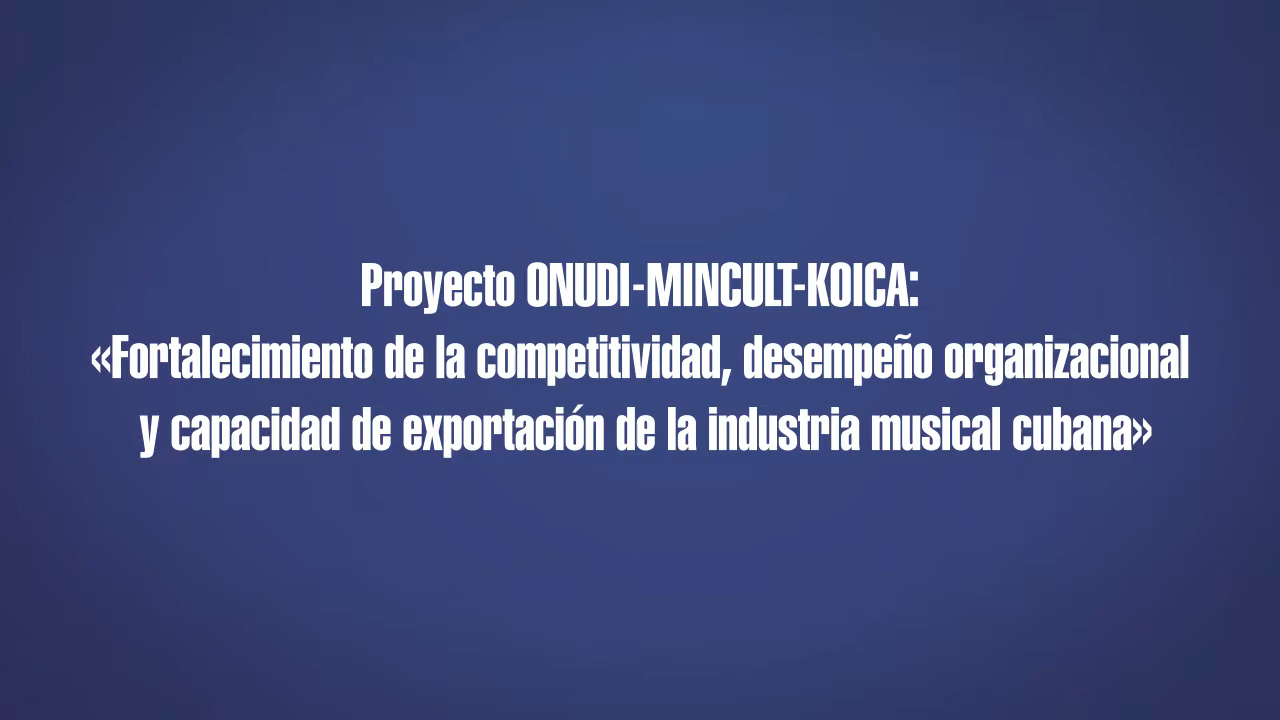 Proyecto ONUDI-MINCULT-KOICA:
«Fortalecimiento de la competitividad, desempeño organizacional
y capacidad de exportación de la industria musical cubana»